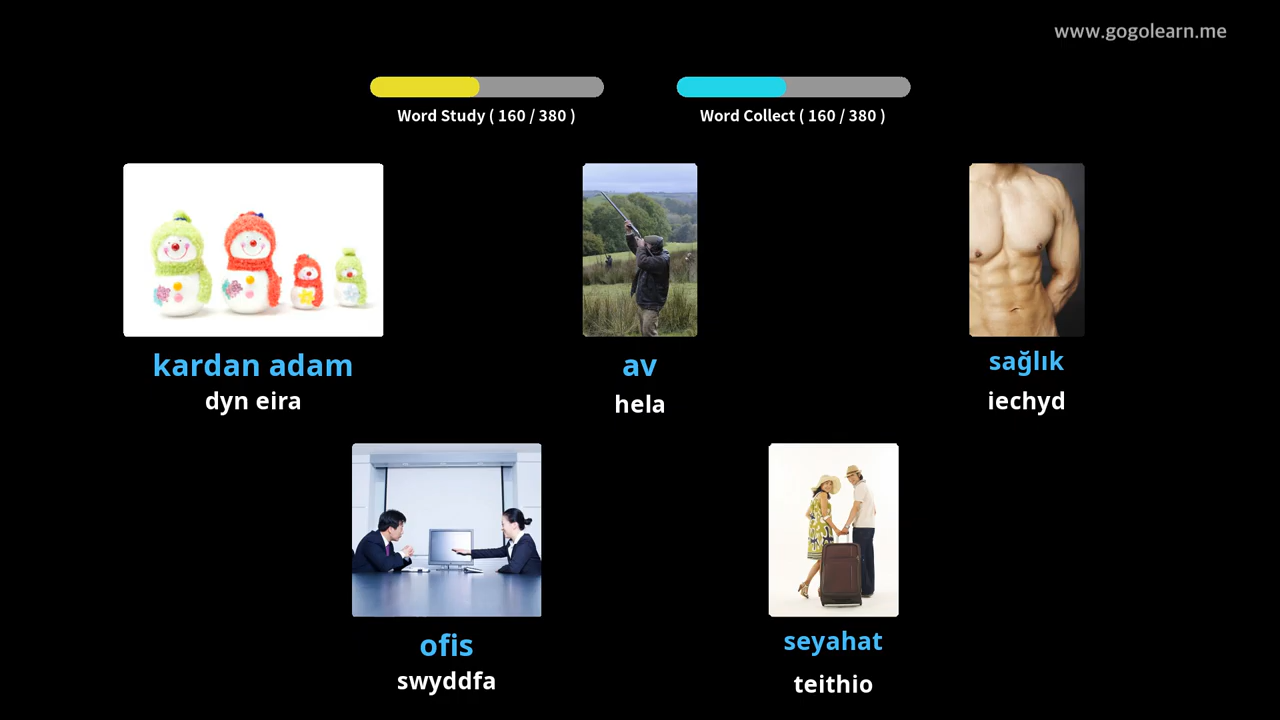 www.gogolearn.me
Word Study ( 160 / 380 )
Word Collect ( 160 / 380 )
kardan adam
dyn eira
av
hela
sağlık
iechyd
ofis
swyddfa
seyahat
teithio